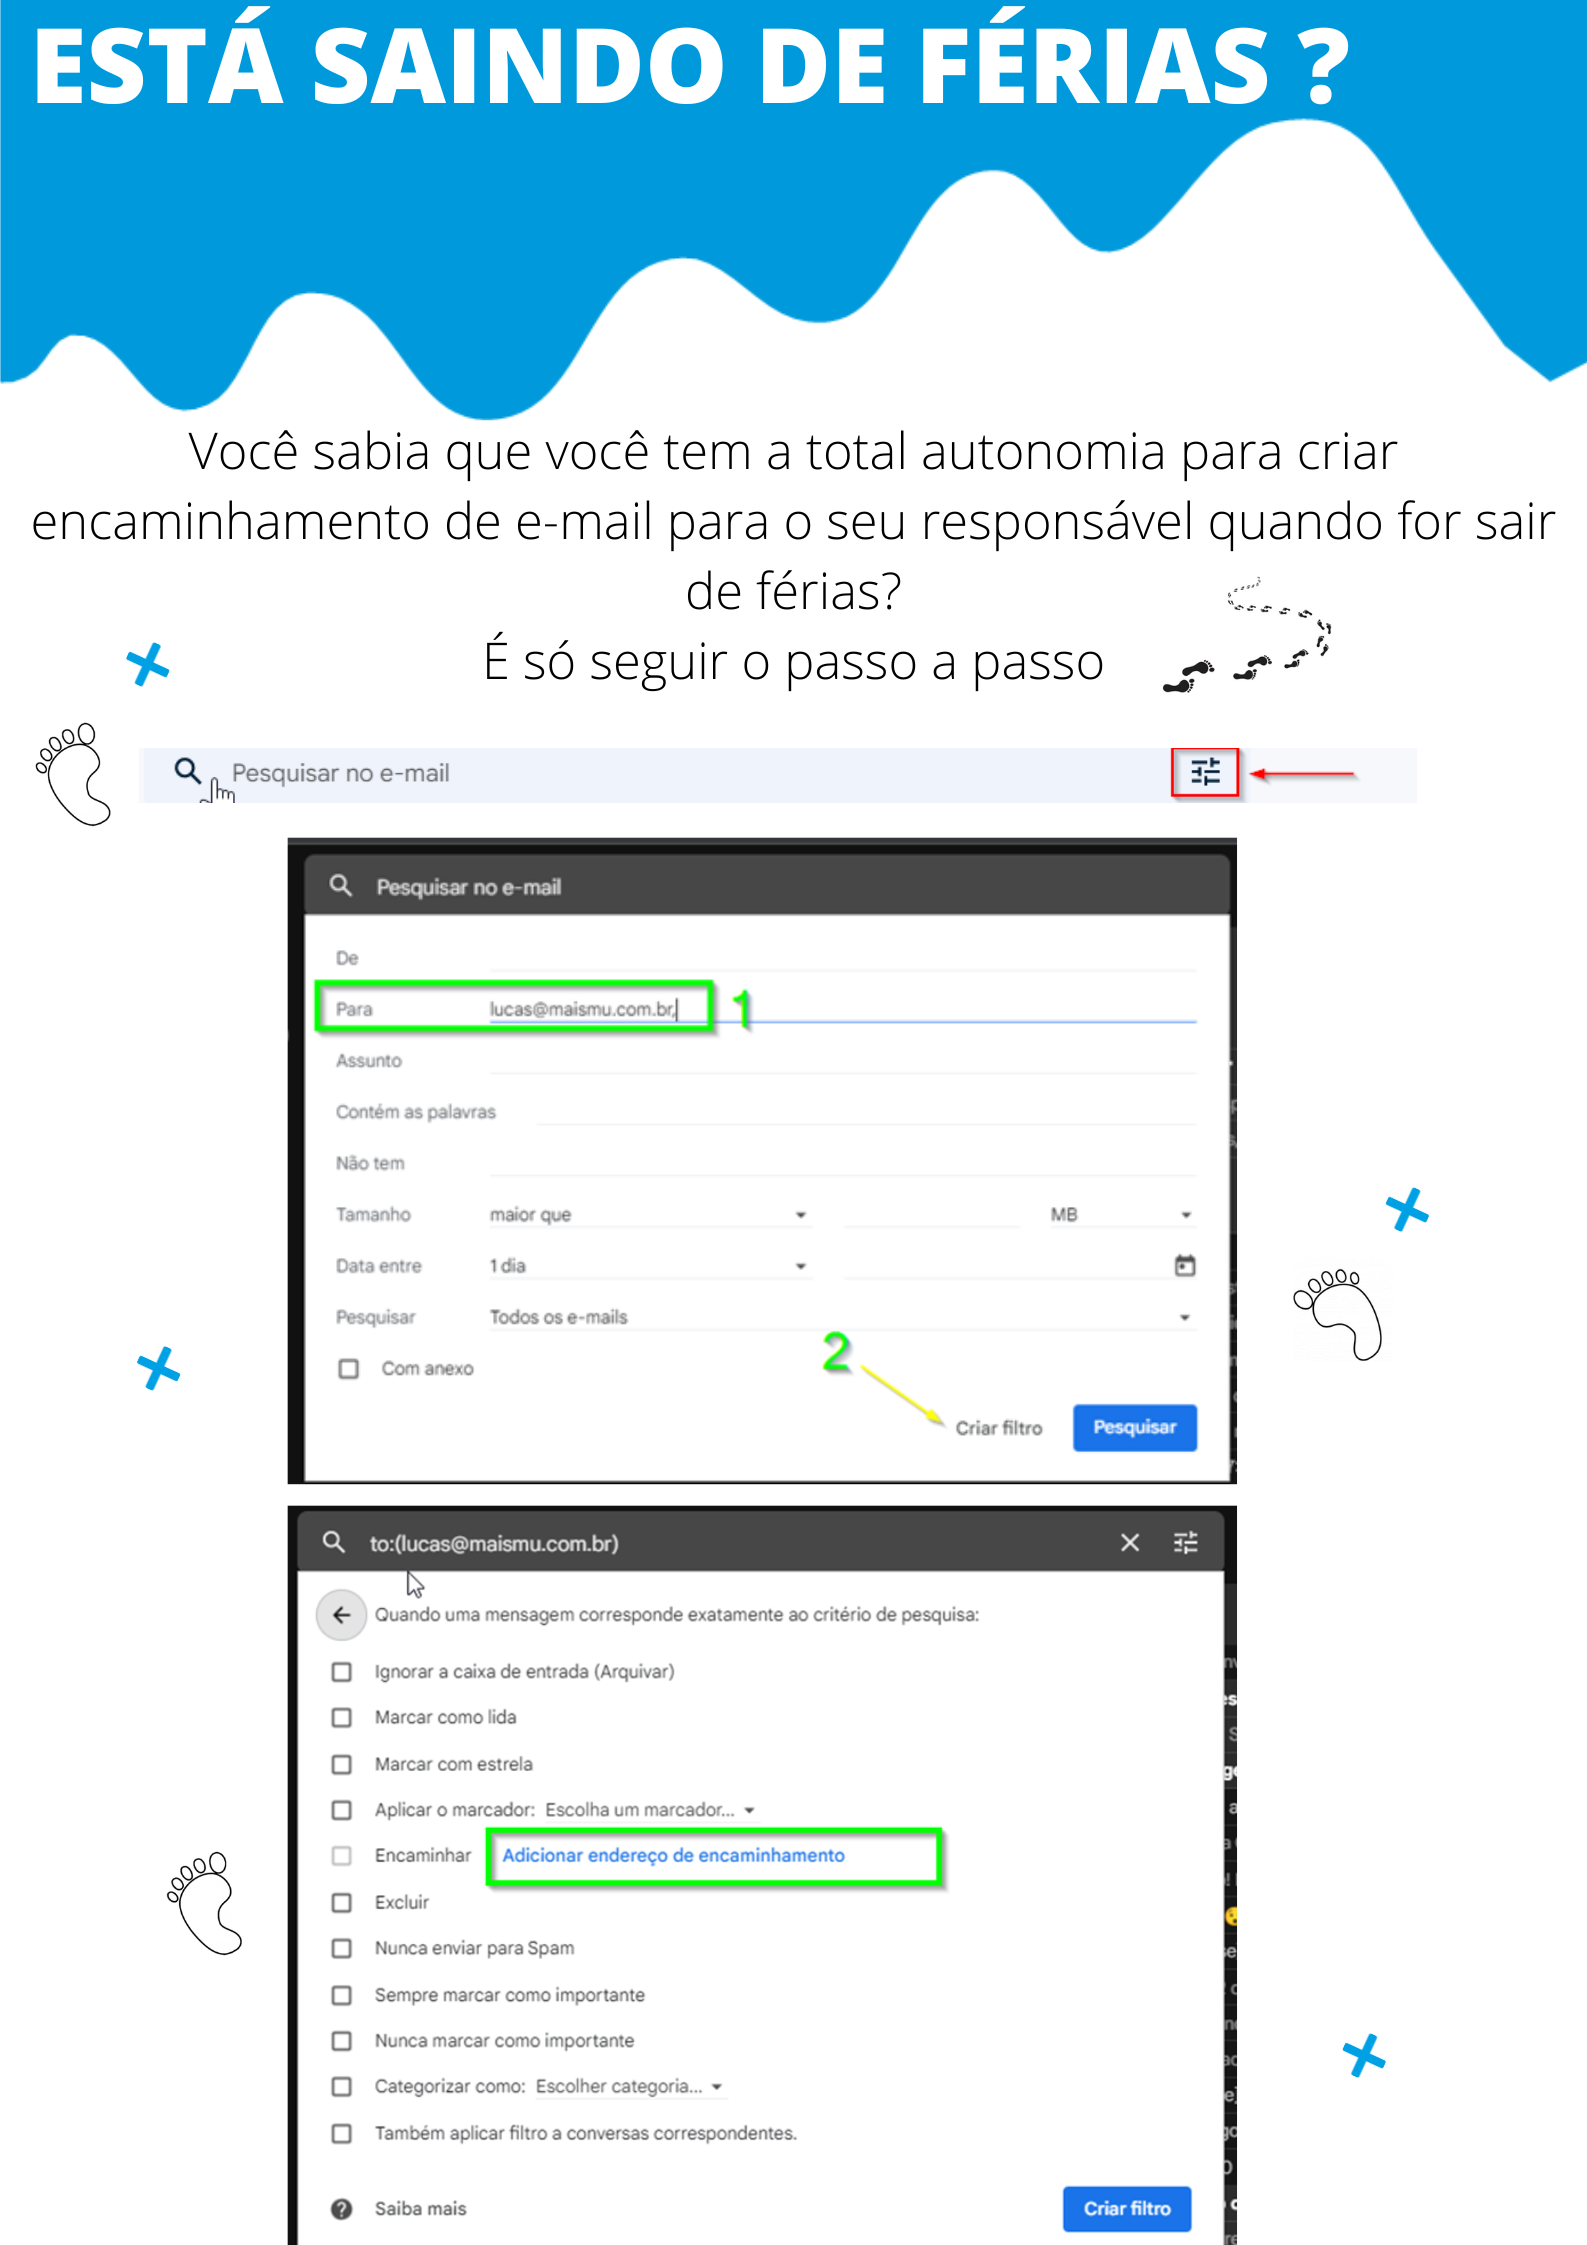 ESTÁ SAINDO DE FÉRIAS ?
Você sabia que você tem a total autonomia para criar
encaminhamento de e-mail para o seu responsável quando for sair
de férias?
É só seguir o passo a passo
Pesquisar no e-mail
Pesquisar no e-mail
De
Para lucas@maismu.com.br, 1
Assunto
Contém as palavras
Não tem
Tamanho maior que MB
Data entre 1 dia
Pesquisar Todos os e-mails
2
Com anexo
Criar filtro Pesquisar
to:(lucas@maismu.com.br)
Quando uma mensagem corresponde exatamente ao critério de pesquisa:
Ignorar a caixa de entrada (Arquivar)
Marcar como lida
Marcar com estrela
Aplicar o marcador: Escolha um marcador...
Encaminhar Adicionar endereço de encaminhamento
Excluir
Nunca enviar para Spam
Sempre marcar como importante
Nunca marcar como importante
Categorizar como: Escolher categoria...
Também aplicar filtro a conversas correspondentes.
Saiba mais Criar filtro